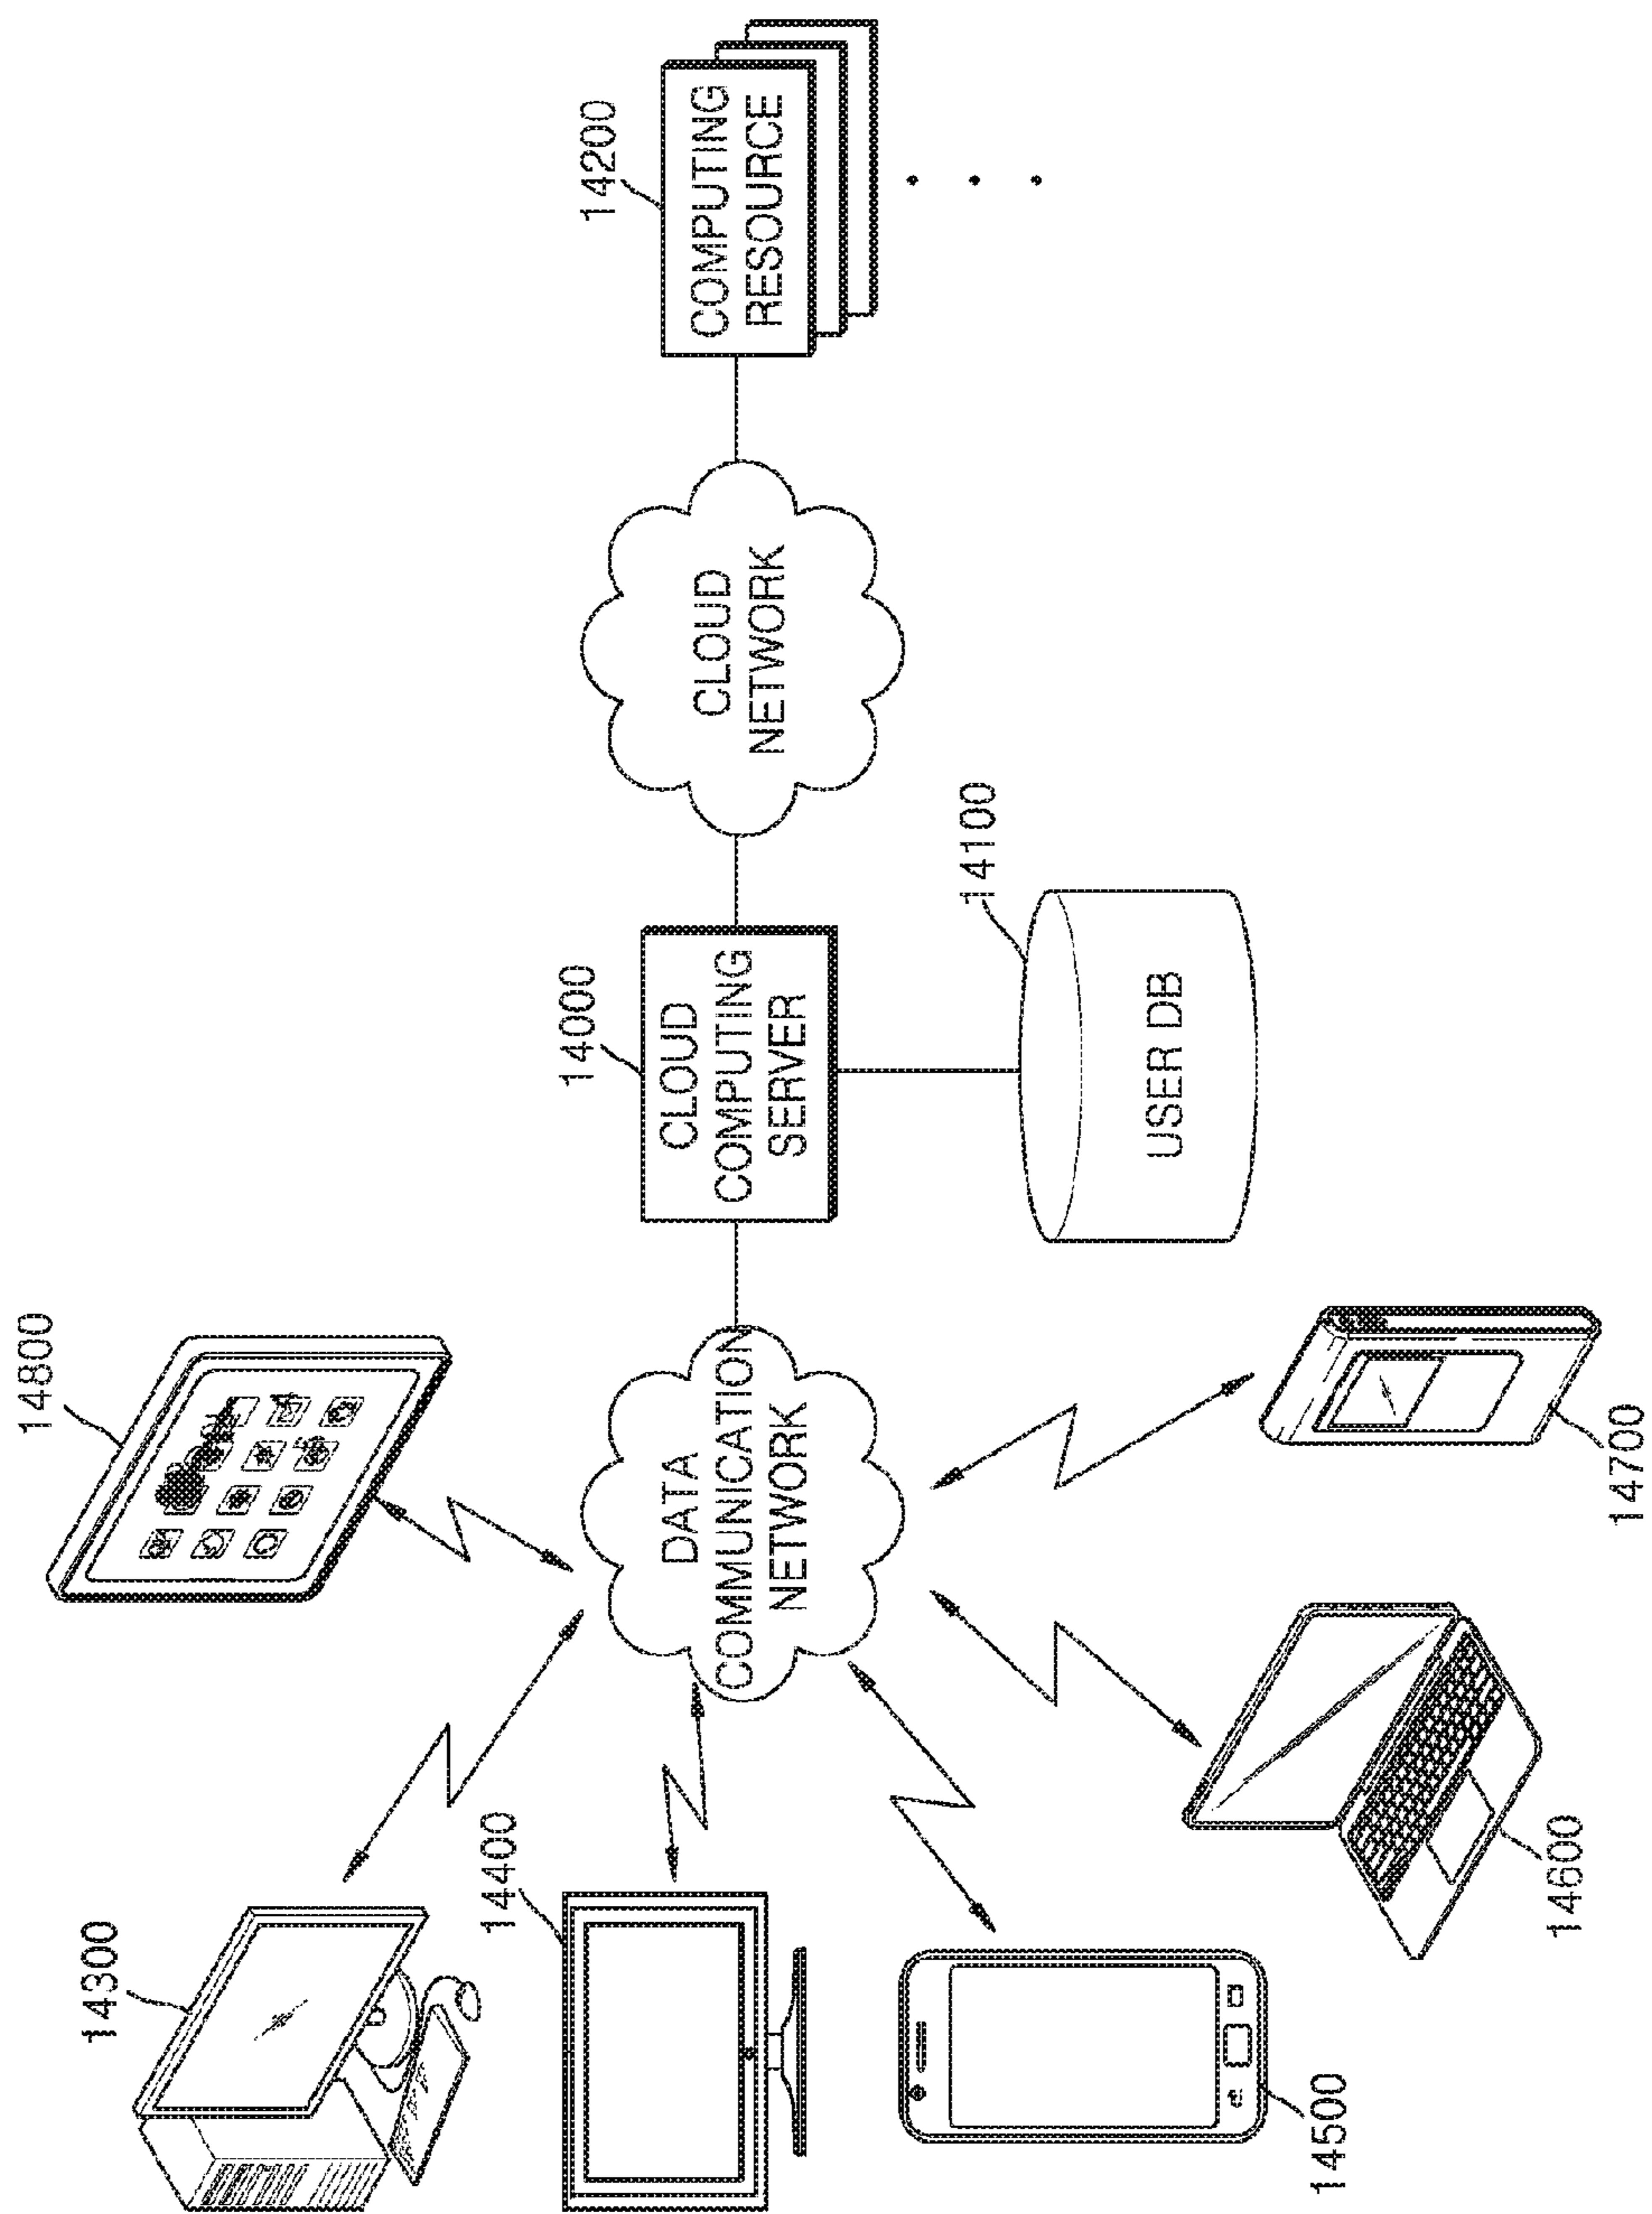 14800
14300
14400
14000
14200
DATA
COMMUNICATION
NETWORK
CLOUD
COMPUTING
SERVER
CLOUD
NETWORK
COMPUTING
RESOURCE
14100
USER DB
14500
14600
14700